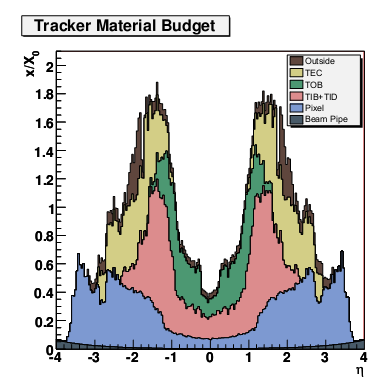 Tracker Material Budget
x/X0
Outside
TEC
TOB
TIB+TID
Pixel
Beam Pipe
2
1.8
1.6
1.4
1.2
1
0.8
0.6
0.4
0.2
0
-4 -3 -2 -1 0 1 2 3 4
η